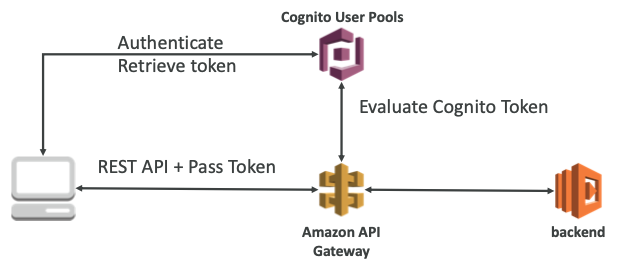 Cognito User Pools
Authenticate
Retrieve token
Evaluate Cognito Token
REST API + Pass Token
Amazon API
Gateway
backend